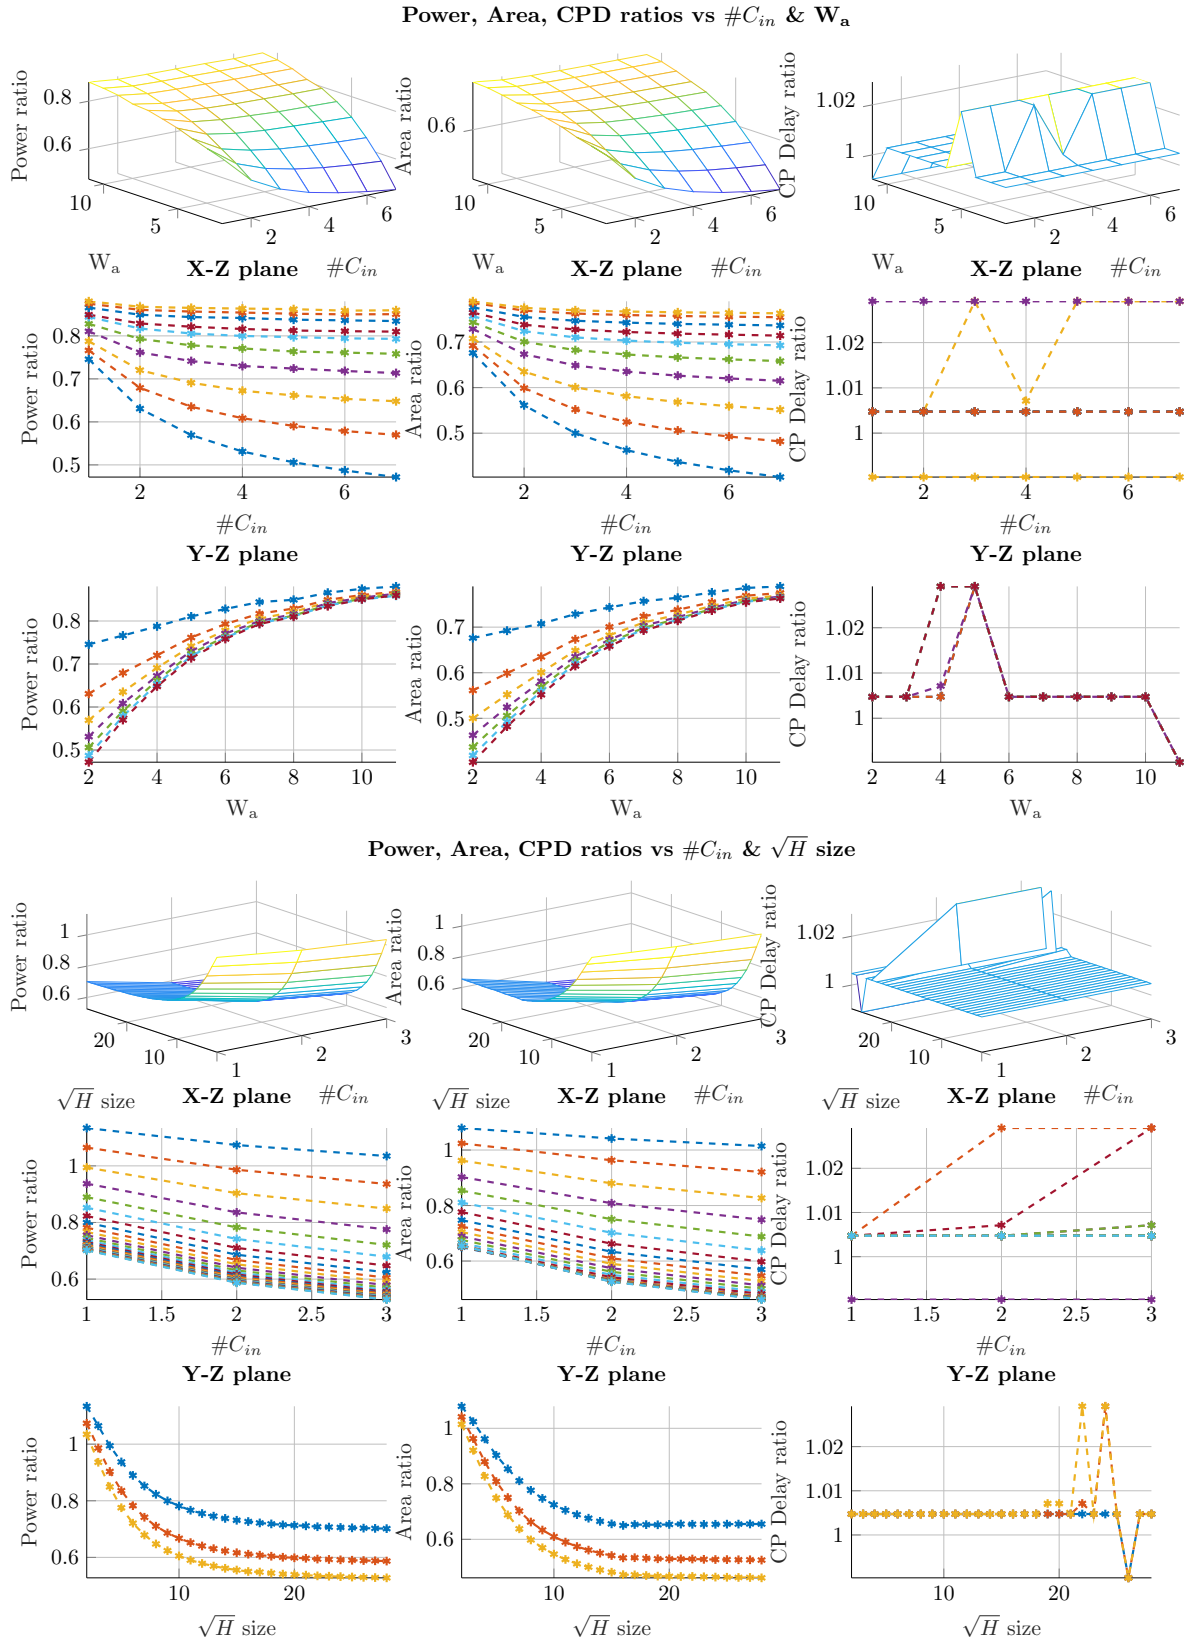 Power, Area, CPD ratios vs #C_in & W_a
Power ratio
0.8
0.6
10
5
2
4
6
W_a
X-Z plane
#C_in
Area ratio
0.6
10
5
2
4
6
W_a
X-Z plane
#C_in
CP Delay ratio
1.02
1
10
5
2
4
6
W_a
X-Z plane
#C_in
Power ratio
0.8
0.7
0.6
0.5
2
4
6
#C_in
Area ratio
0.7
0.6
0.5
2
4
6
#C_in
CP Delay ratio
1.02
1.01
1
2
4
6
#C_in
Y-Z plane
Power ratio
0.8
0.7
0.6
0.5
2
4
6
8
10
W_a
Y-Z plane
Area ratio
0.7
0.6
0.5
2
4
6
8
10
W_a
Y-Z plane
CP Delay ratio
1.02
1.01
1
2
4
6
8
10
W_a
Power, Area, CPD ratios vs #C_in & √H size
Power ratio
1
0.8
0.6
20
10
1
2
3
√H size
X-Z plane
#C_in
Area ratio
1
0.8
0.6
20
10
1
2
3
√H size
X-Z plane
#C_in
CP Delay ratio
1.02
1
20
10
1
2
3
√H size
X-Z plane
#C_in
Power ratio
1
0.8
0.6
1
1.5
2
2.5
3
#C_in
Area ratio
1
0.8
0.6
1
1.5
2
2.5
3
#C_in
CP Delay ratio
1.02
1.01
1
1
1.5
2
2.5
3
#C_in
Y-Z plane
Power ratio
1
0.8
0.6
10
20
√H size
Y-Z plane
Area ratio
1
0.8
0.6
10
20
√H size
Y-Z plane
CP Delay ratio
1.02
1.01
1
10
20
√H size